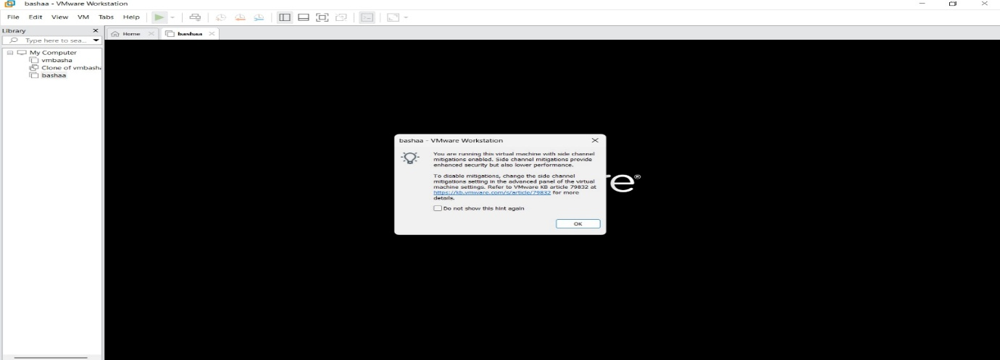 bashaa - VMware Workstation
File Edit View VM Tabs Help
Library
Home
bashaa
Type here to sea...
My Computer
vmbasha
Clone of vmbasha
bashaa
bashaa - VMware Workstation
You are running this virtual machine with side channel
mitigations enabled. Side channel mitigations provide
enhanced security but also lower performance.
To disable mitigations, change the side channel
mitigations setting in the advanced panel of the virtual
machine settings. Refer to VMware KB article 79832 at
https://kb.vmware.com/s/article/79832 for more
details.
Do not show this hint again
OK
re®